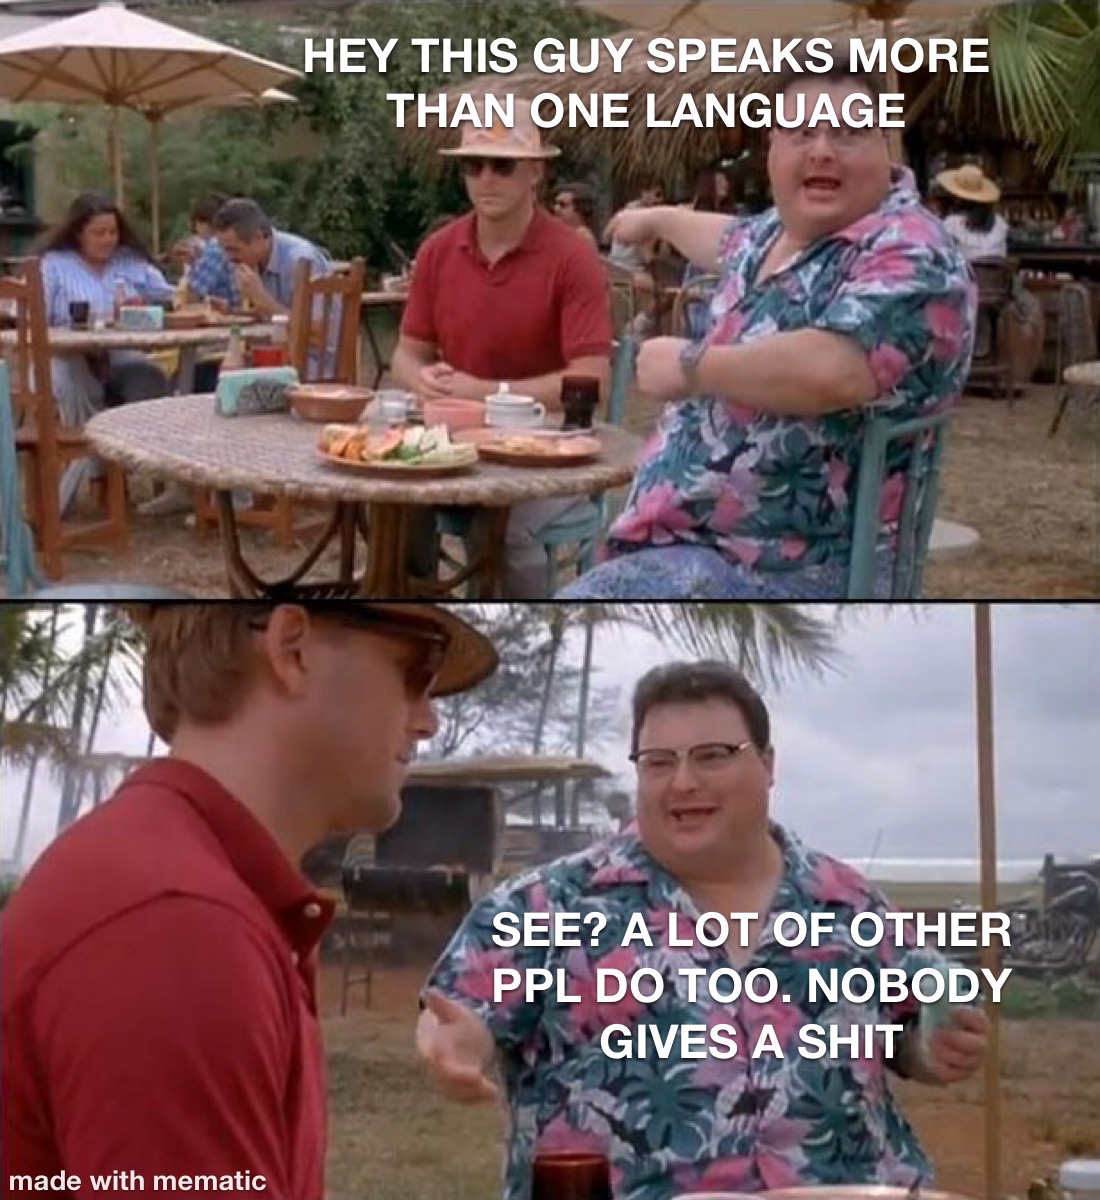 HEY THIS GUY SPEAKS MORE
THAN ONE LANGUAGE
SEE? A LOT OF OTHER
PPL DO TOO. NOBODY
GIVES A SHIT
made with mematic